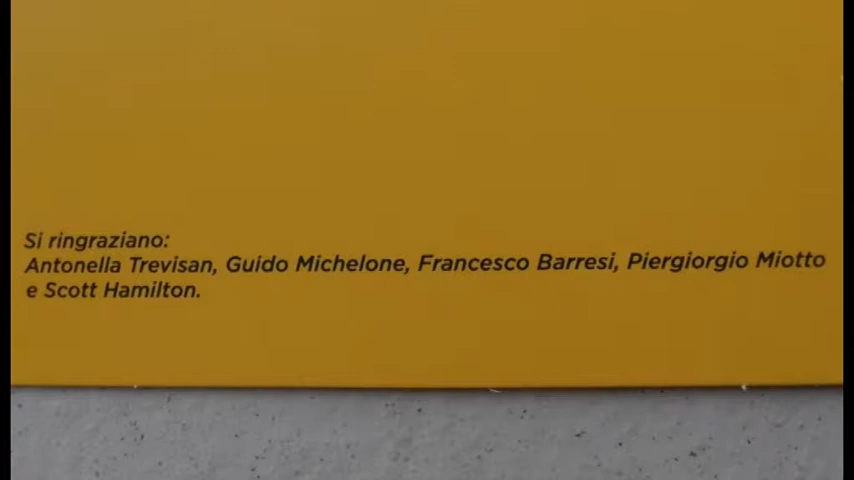 Si ringraziano:
Antonella Trevisan, Guido Michelone, Francesco Barresi, Piergiorgio Miotto
e Scott Hamilton.